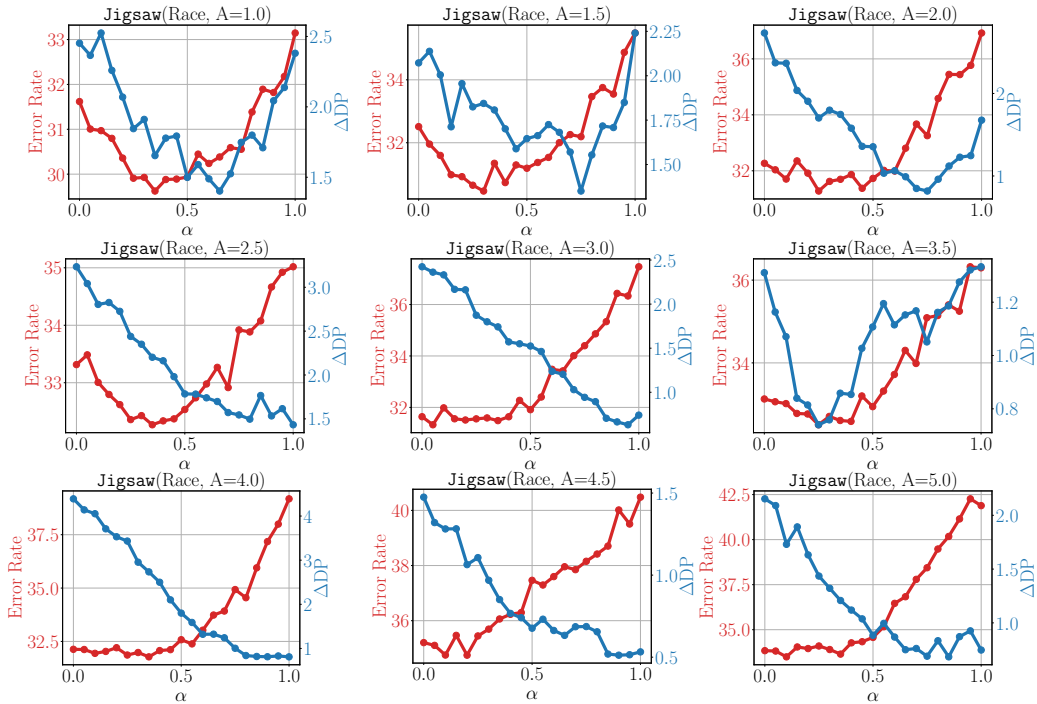 Jigsaw(Race, A=1.0)
33
32
31
30
Error Rate
2.5
2.0
1.5
ΔDP
0.0 0.5 1.0
α
Jigsaw(Race, A=1.5)
34
32
Error Rate
2.25
2.00
1.75
1.50
ΔDP
0.0 0.5 1.0
α
Jigsaw(Race, A=2.0)
36
34
32
Error Rate
2
1
ΔDP
0.0 0.5 1.0
α
Jigsaw(Race, A=2.5)
35
34
33
Error Rate
3.0
2.5
2.0
1.5
ΔDP
0.0 0.5 1.0
α
Jigsaw(Race, A=3.0)
36
34
32
Error Rate
2.5
2.0
1.5
1.0
ΔDP
0.0 0.5 1.0
α
Jigsaw(Race, A=3.5)
36
34
Error Rate
1.2
1.0
0.8
ΔDP
0.0 0.5 1.0
α
Jigsaw(Race, A=4.0)
37.5
35.0
32.5
Error Rate
4
3
2
1
ΔDP
0.0 0.5 1.0
α
Jigsaw(Race, A=4.5)
40
38
36
Error Rate
1.5
1.0
0.5
ΔDP
0.0 0.5 1.0
α
Jigsaw(Race, A=5.0)
42.5
40.0
37.5
35.0
Error Rate
2.0
1.5
1.0
ΔDP
0.0 0.5 1.0
α